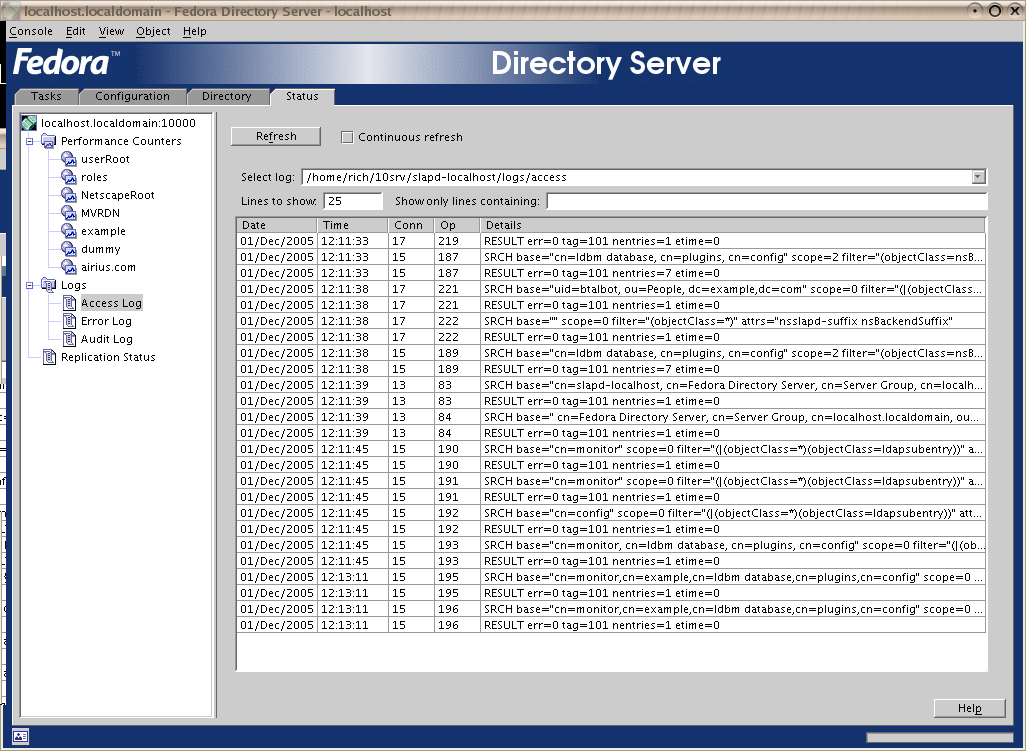 localhost.localdomain - Fedora Directory Server - localhost
Console Edit View Object Help
Fedora™ Directory Server
Tasks Configuration Directory Status
localhost.localdomain:10000
Performance Counters
userRoot
roles
NetscapeRoot
MVRDN
example
dummy
airius.com
Logs
Access Log
Error Log
Audit Log
Replication Status
Refresh Continuous refresh
Select log: /home/rich/10srv/slapd-localhost/logs/access
Lines to show: 25 Show only lines containing:
Date Time Conn Op Details
01/Dec/2005 12:11:33 17 219 RESULT err=0 tag=101 nentries=1 etime=0
01/Dec/2005 12:11:33 15 187 SRCH base="cn=ldbm database, cn=plugins, cn=config" scope=2 filter="(objectClass=nsB...
01/Dec/2005 12:11:33 15 187 RESULT err=0 tag=101 nentries=7 etime=0
01/Dec/2005 12:11:38 17 221 SRCH base="uid=btalbot, ou=People, dc=example,dc=com" scope=0 filter="(|(objectClass...
01/Dec/2005 12:11:38 17 221 RESULT err=0 tag=101 nentries=1 etime=0
01/Dec/2005 12:11:38 17 222 SRCH base="" scope=0 filter="(objectClass=*)" attrs="nsslapd-suffix nsBackendSuffix"
01/Dec/2005 12:11:38 17 222 RESULT err=0 tag=101 nentries=1 etime=0
01/Dec/2005 12:11:38 15 189 SRCH base="cn=ldbm database, cn=plugins, cn=config" scope=2 filter="(objectClass=nsB...
01/Dec/2005 12:11:38 15 189 RESULT err=0 tag=101 nentries=7 etime=0
01/Dec/2005 12:11:39 13 83 SRCH base="cn=slapd-localhost, cn=Fedora Directory Server, cn=Server Group, cn=localh...
01/Dec/2005 12:11:39 13 83 RESULT err=0 tag=101 nentries=1 etime=0
01/Dec/2005 12:11:39 13 84 SRCH base=" cn=Fedora Directory Server, cn=Server Group, cn=localhost.localdomain, ou...
01/Dec/2005 12:11:39 13 84 RESULT err=0 tag=101 nentries=1 etime=0
01/Dec/2005 12:11:45 15 190 SRCH base="cn=monitor" scope=0 filter="(|(objectClass=*)(objectClass=ldapsubentry))" a...
01/Dec/2005 12:11:45 15 190 RESULT err=0 tag=101 nentries=1 etime=0
01/Dec/2005 12:11:45 15 191 SRCH base="cn=monitor" scope=0 filter="(|(objectClass=*)(objectClass=ldapsubentry))" a...
01/Dec/2005 12:11:45 15 191 RESULT err=0 tag=101 nentries=1 etime=0
01/Dec/2005 12:11:45 15 192 SRCH base="cn=config" scope=0 filter="(|(objectClass=*)(objectClass=ldapsubentry))" att...
01/Dec/2005 12:11:45 15 192 RESULT err=0 tag=101 nentries=1 etime=0
01/Dec/2005 12:11:45 15 193 SRCH base="cn=monitor, cn=ldbm database, cn=plugins, cn=config" scope=0 filter="(|(ob...
01/Dec/2005 12:11:45 15 193 RESULT err=0 tag=101 nentries=1 etime=0
01/Dec/2005 12:13:11 15 195 SRCH base="cn=monitor,cn=example,cn=ldbm database,cn=plugins,cn=config" scope=0 ...
01/Dec/2005 12:13:11 15 195 RESULT err=0 tag=101 nentries=1 etime=0
01/Dec/2005 12:13:11 15 196 SRCH base="cn=monitor,cn=example,cn=ldbm database,cn=plugins,cn=config" scope=0 ...
01/Dec/2005 12:13:11 15 196 RESULT err=0 tag=101 nentries=1 etime=0
Help